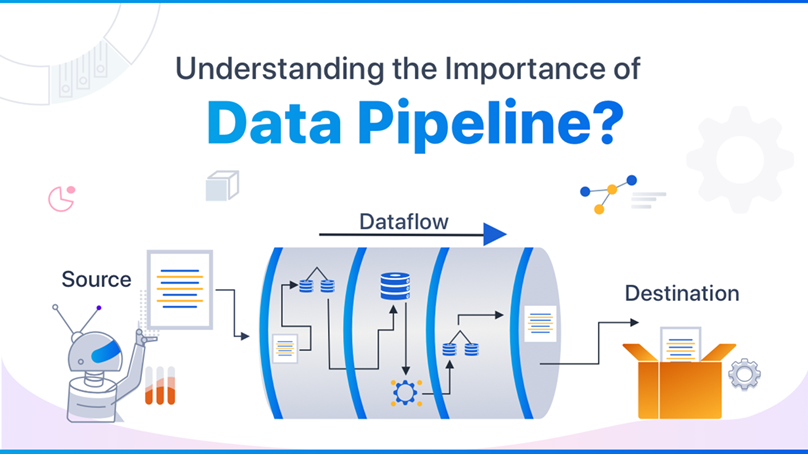 Understanding the Importance of
Data Pipeline?
Dataflow
Source
Destination